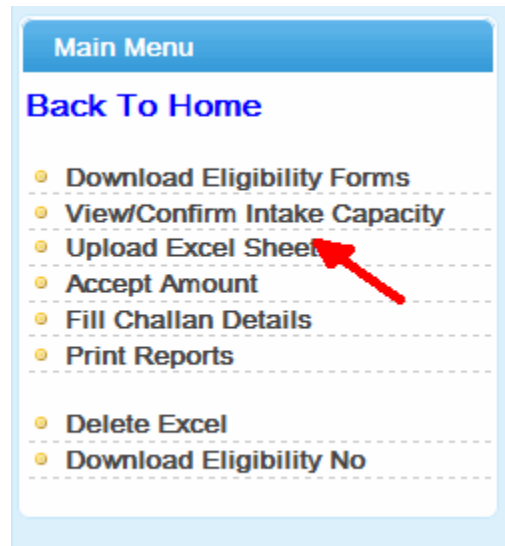 Main Menu
Back To Home
Download Eligibility Forms
View/Confirm Intake Capacity
Upload Excel Sheet
Accept Amount
Fill Challan Details
Print Reports
Delete Excel
Download Eligibility No